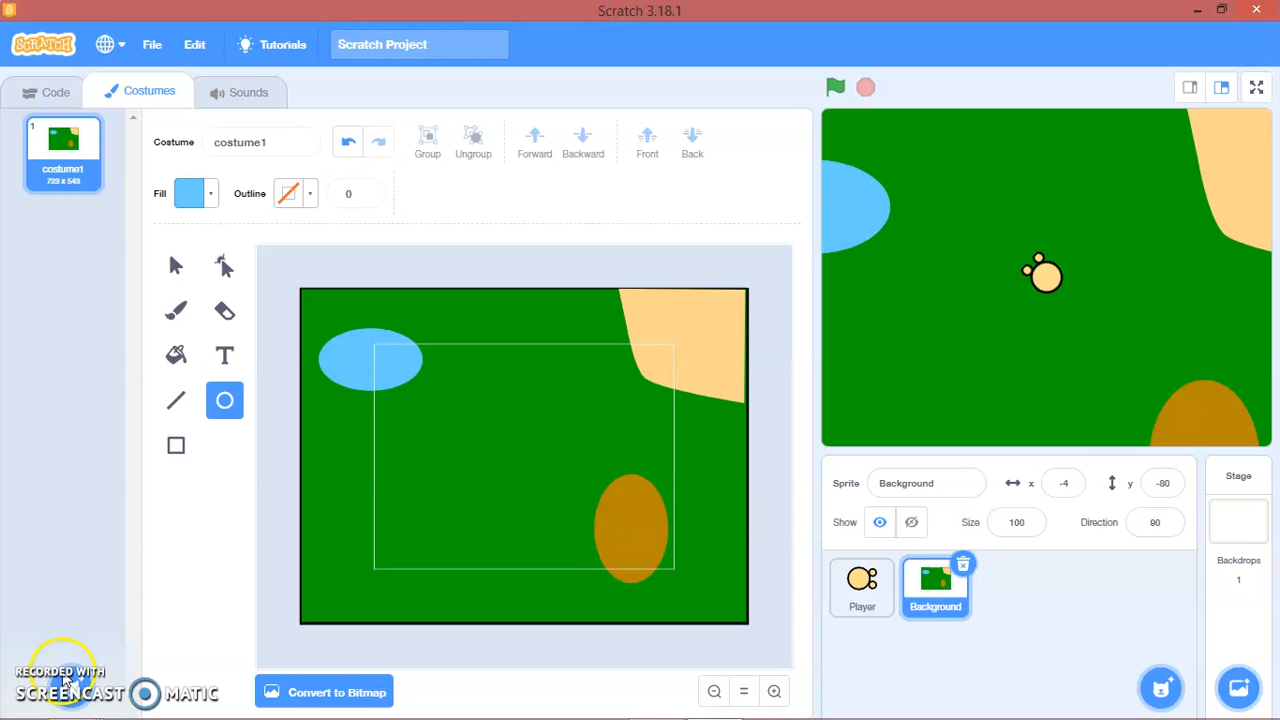 Scratch 3.18.1
SCRATCH
File
Edit
Tutorials
Scratch Project
Code
Costumes
Sounds
1
costume1
723 x 543
Costume
costume1
Group
Ungroup
Forward
Backward
Front
Back
Fill
Outline
0
Convert to Bitmap
Sprite
Background
x
-4
y
-80
Show
Size
100
Direction
90
Player
Background
Stage
Backdrops
1
RECORDED WITH
SCREENCAST MATIC